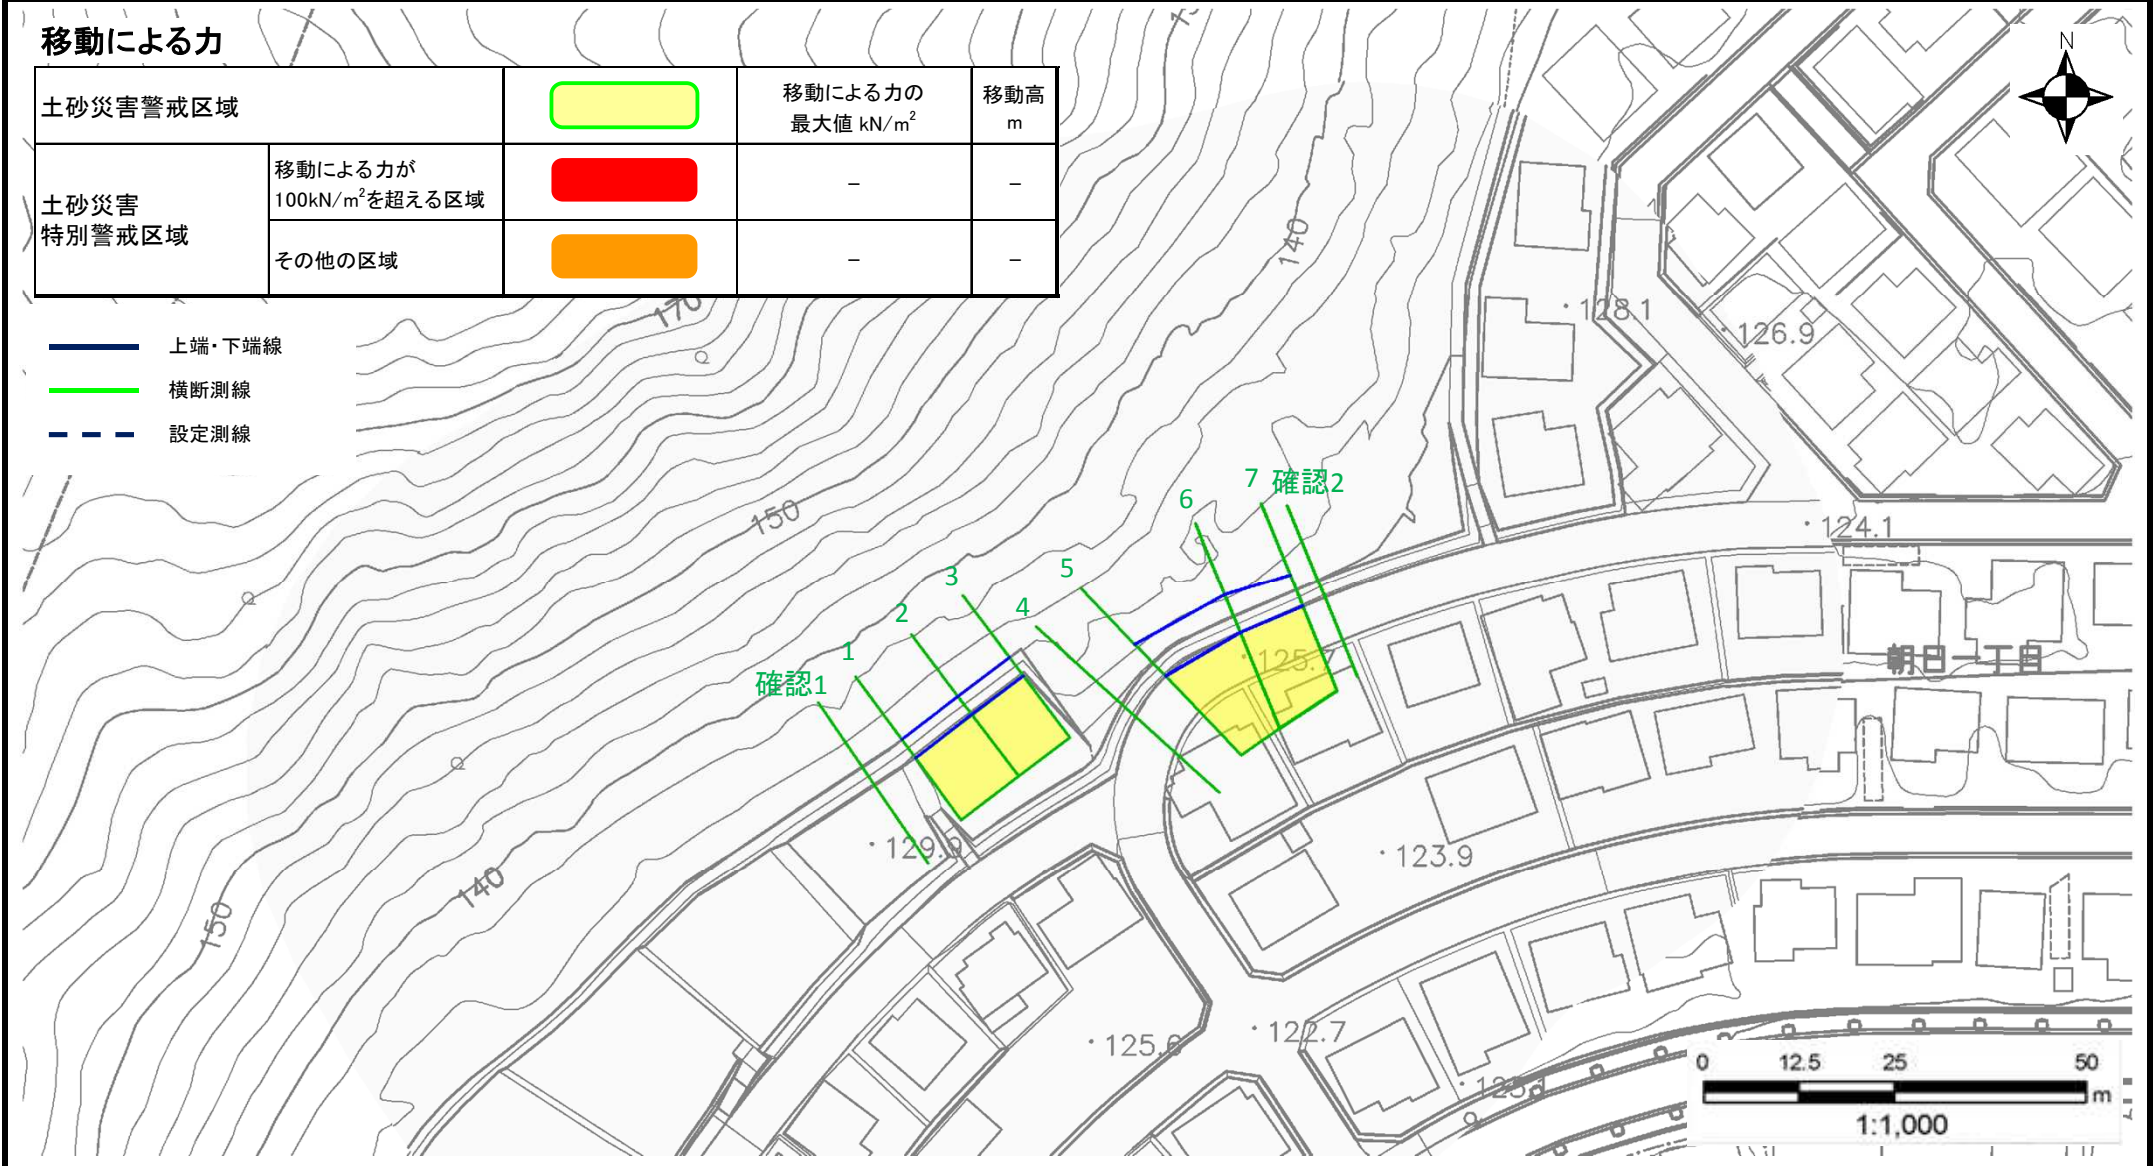 移動による力
土砂災害警戒区域
移動による力の
最大値 kN/m²
移動高
m
土砂災害
特別警戒区域
移動による力が
100kN/m²を超える区域
－
－
その他の区域
－
－
上端・下端線
横断測線
設定測線
N
170
140
128.1
126.9
150
7
確認2
6
124.1
5
3
4
2
1
確認1
125.7
朝日一丁目
129.9
123.9
140
150
125.6
122.7
0
12.5
25
50
m
1:1,000